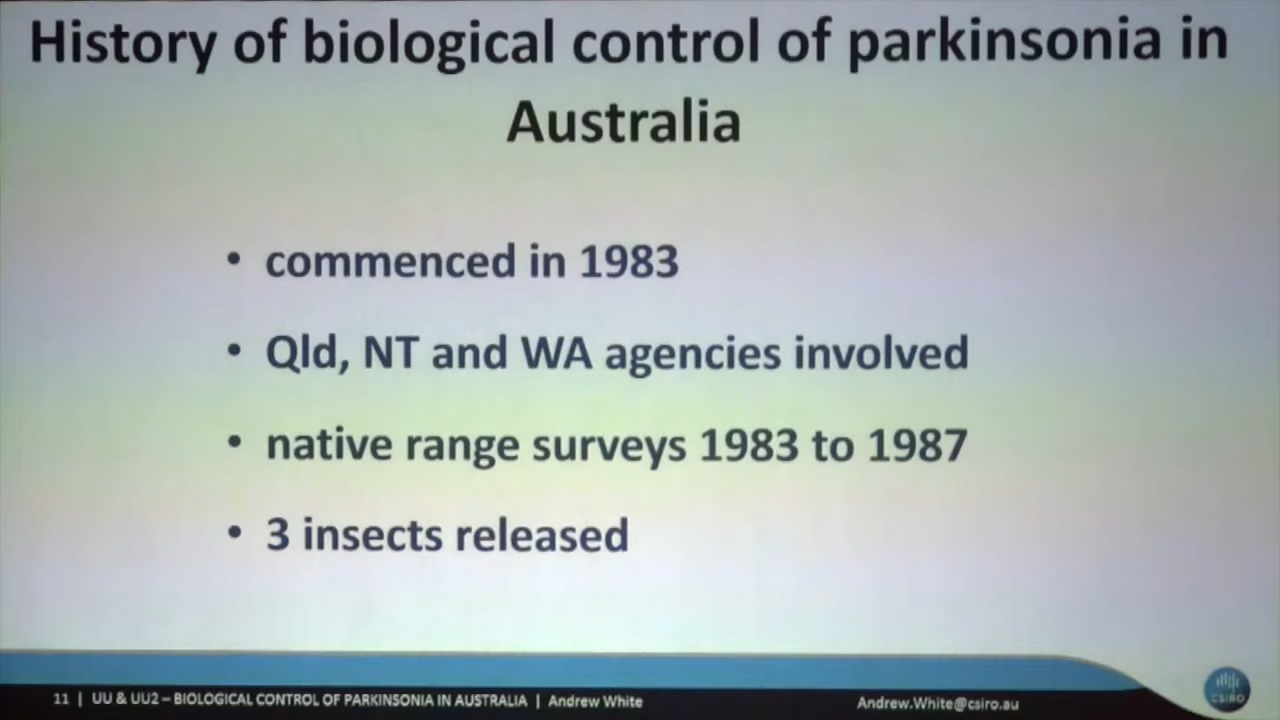 History of biological control of parkinsonia in
Australia
• commenced in 1983
• Qld, NT and WA agencies involved
• native range surveys 1983 to 1987
• 3 insects released
11 | UU & UU2 – BIOLOGICAL CONTROL OF PARKINSONIA IN AUSTRALIA | Andrew White
Andrew.White@csiro.au
CSIRO